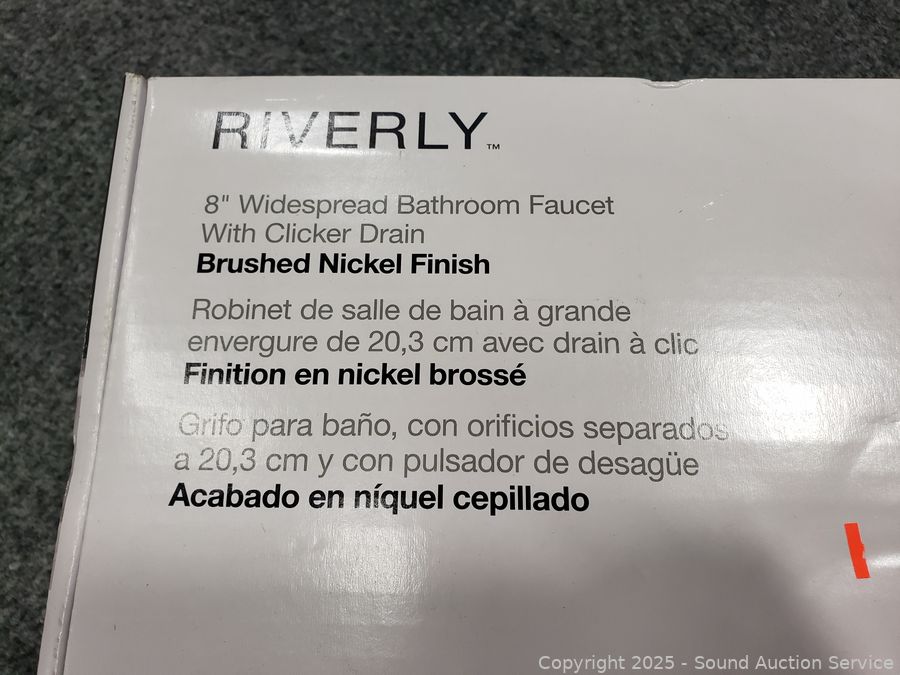 RIVERLY™
8" Widespread Bathroom Faucet
With Clicker Drain
Brushed Nickel Finish
Robinet de salle de bain à grande
envergure de 20,3 cm avec drain à clic
Finition en nickel brossé
Grifo para baño, con orificios separados
a 20,3 cm y con pulsador de desagüe
Acabado en níquel cepillado
Copyright 2025 - Sound Auction Service